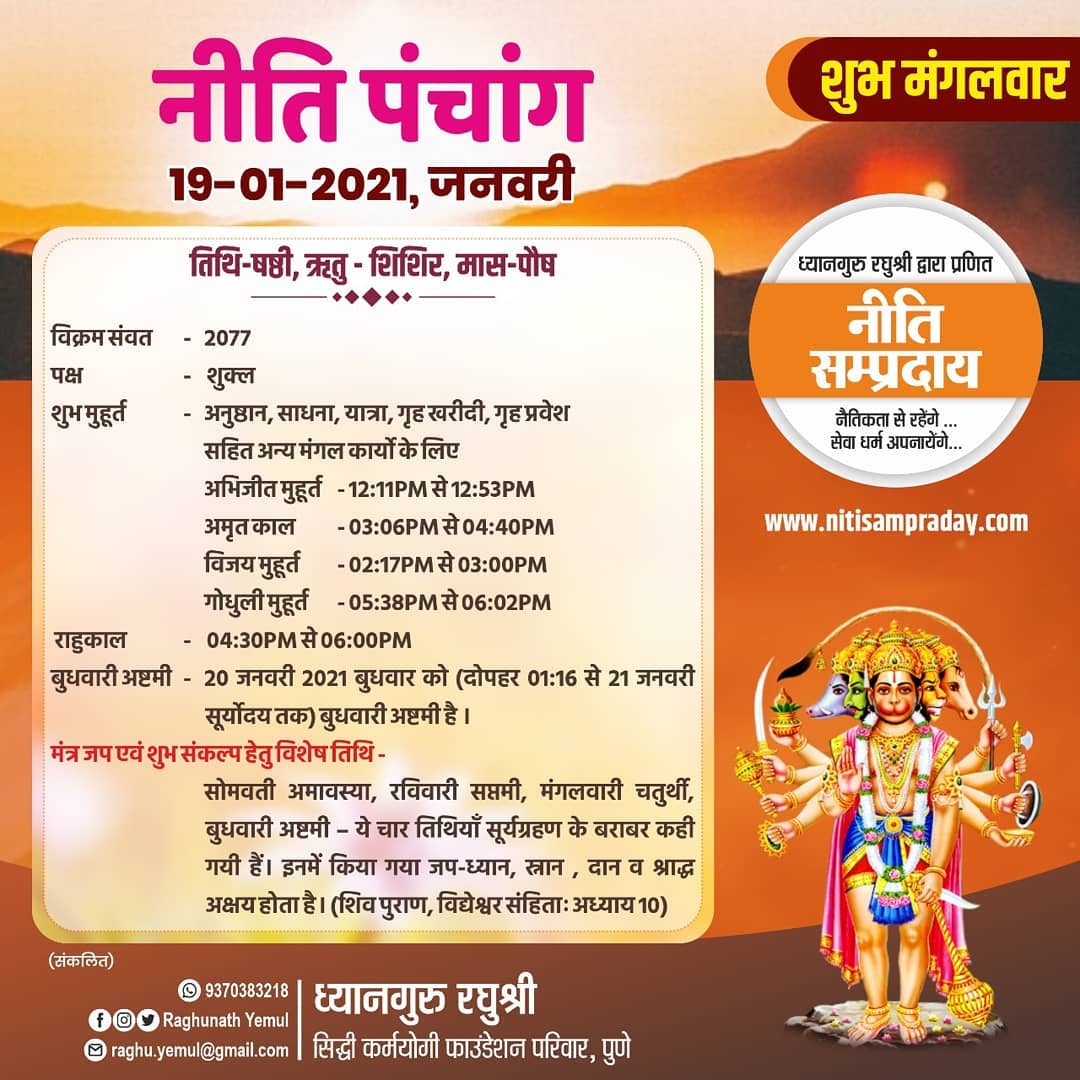 नीति पंचांग
19-01-2021, जनवरी
शुभ मंगलवार
तिथि-षष्ठी, ऋतु - शिशिर, मास-पौष
विक्रम संवत - 2077
पक्ष - शुक्ल
शुभ मुहूर्त - अनुष्ठान, साधना, यात्रा, गृह खरीदी, गृह प्रवेश
सहित अन्य मंगल कार्यो के लिए
अभिजीत मुहूर्त - 12:11PM से 12:53PM
अमृत काल - 03:06PM से 04:40PM
विजय मुहूर्त - 02:17PM से 03:00PM
गोधुली मुहूर्त - 05:38PM से 06:02PM
राहुकाल - 04:30PM से 06:00PM
बुधवारी अष्टमी - 20 जनवरी 2021 बुधवार को (दोपहर 01:16 से 21 जनवरी
सूर्योदय तक) बुधवारी अष्टमी है ।
मंत्र जप एवं शुभ संकल्प हेतु विशेष तिथि -
सोमवती अमावस्या, रविवारी सप्तमी, मंगलवारी चतुर्थी,
बुधवारी अष्टमी – ये चार तिथियाँ सूर्यग्रहण के बराबर कही
गयी हैं। इनमें किया गया जप-ध्यान, स्नान , दान व श्राद्ध
अक्षय होता है। (शिव पुराण, विद्येश्वर संहिताः अध्याय 10)
ध्यानगुरु रघुश्री द्वारा प्रणित
नीति
सम्प्रदाय
नैतिकता से रहेंगे ...
सेवा धर्म अपनायेंगे...
www.nitisampraday.com
(संकलित)
9370383218
Raghunath Yemul
raghu.yemul@gmail.com
ध्यानगुरु रघुश्री
सिद्धी कर्मयोगी फाउंडेशन परिवार, पुणे